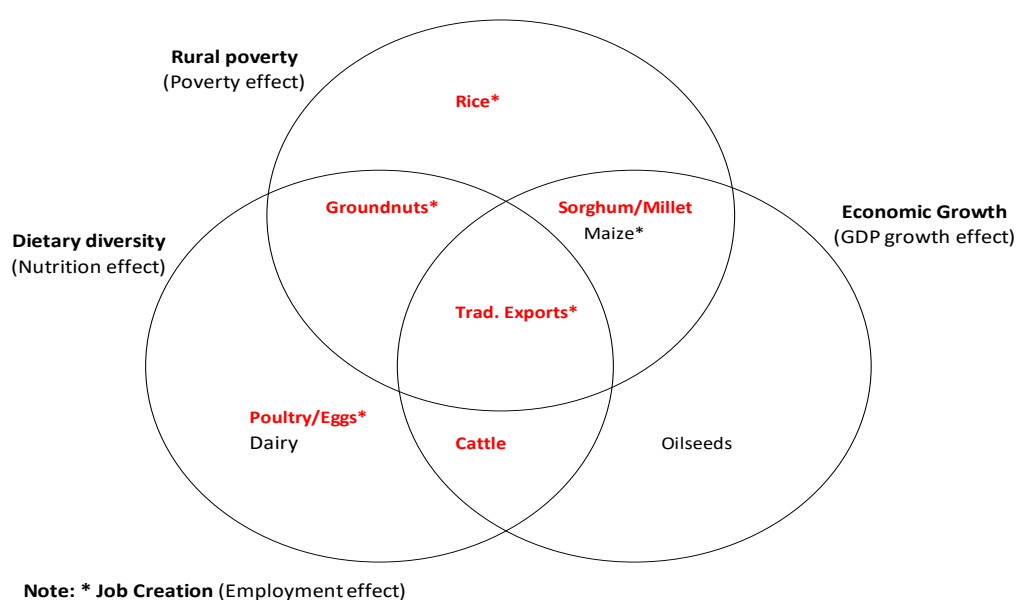 Rural poverty
(Poverty effect)
Rice*
Groundnuts*
Sorghum/Millet
Maize*
Economic Growth
(GDP growth effect)
Dietary diversity
(Nutrition effect)
Trad. Exports*
Poultry/Eggs*
Dairy
Cattle
Oilseeds
Note: * Job Creation (Employment effect)